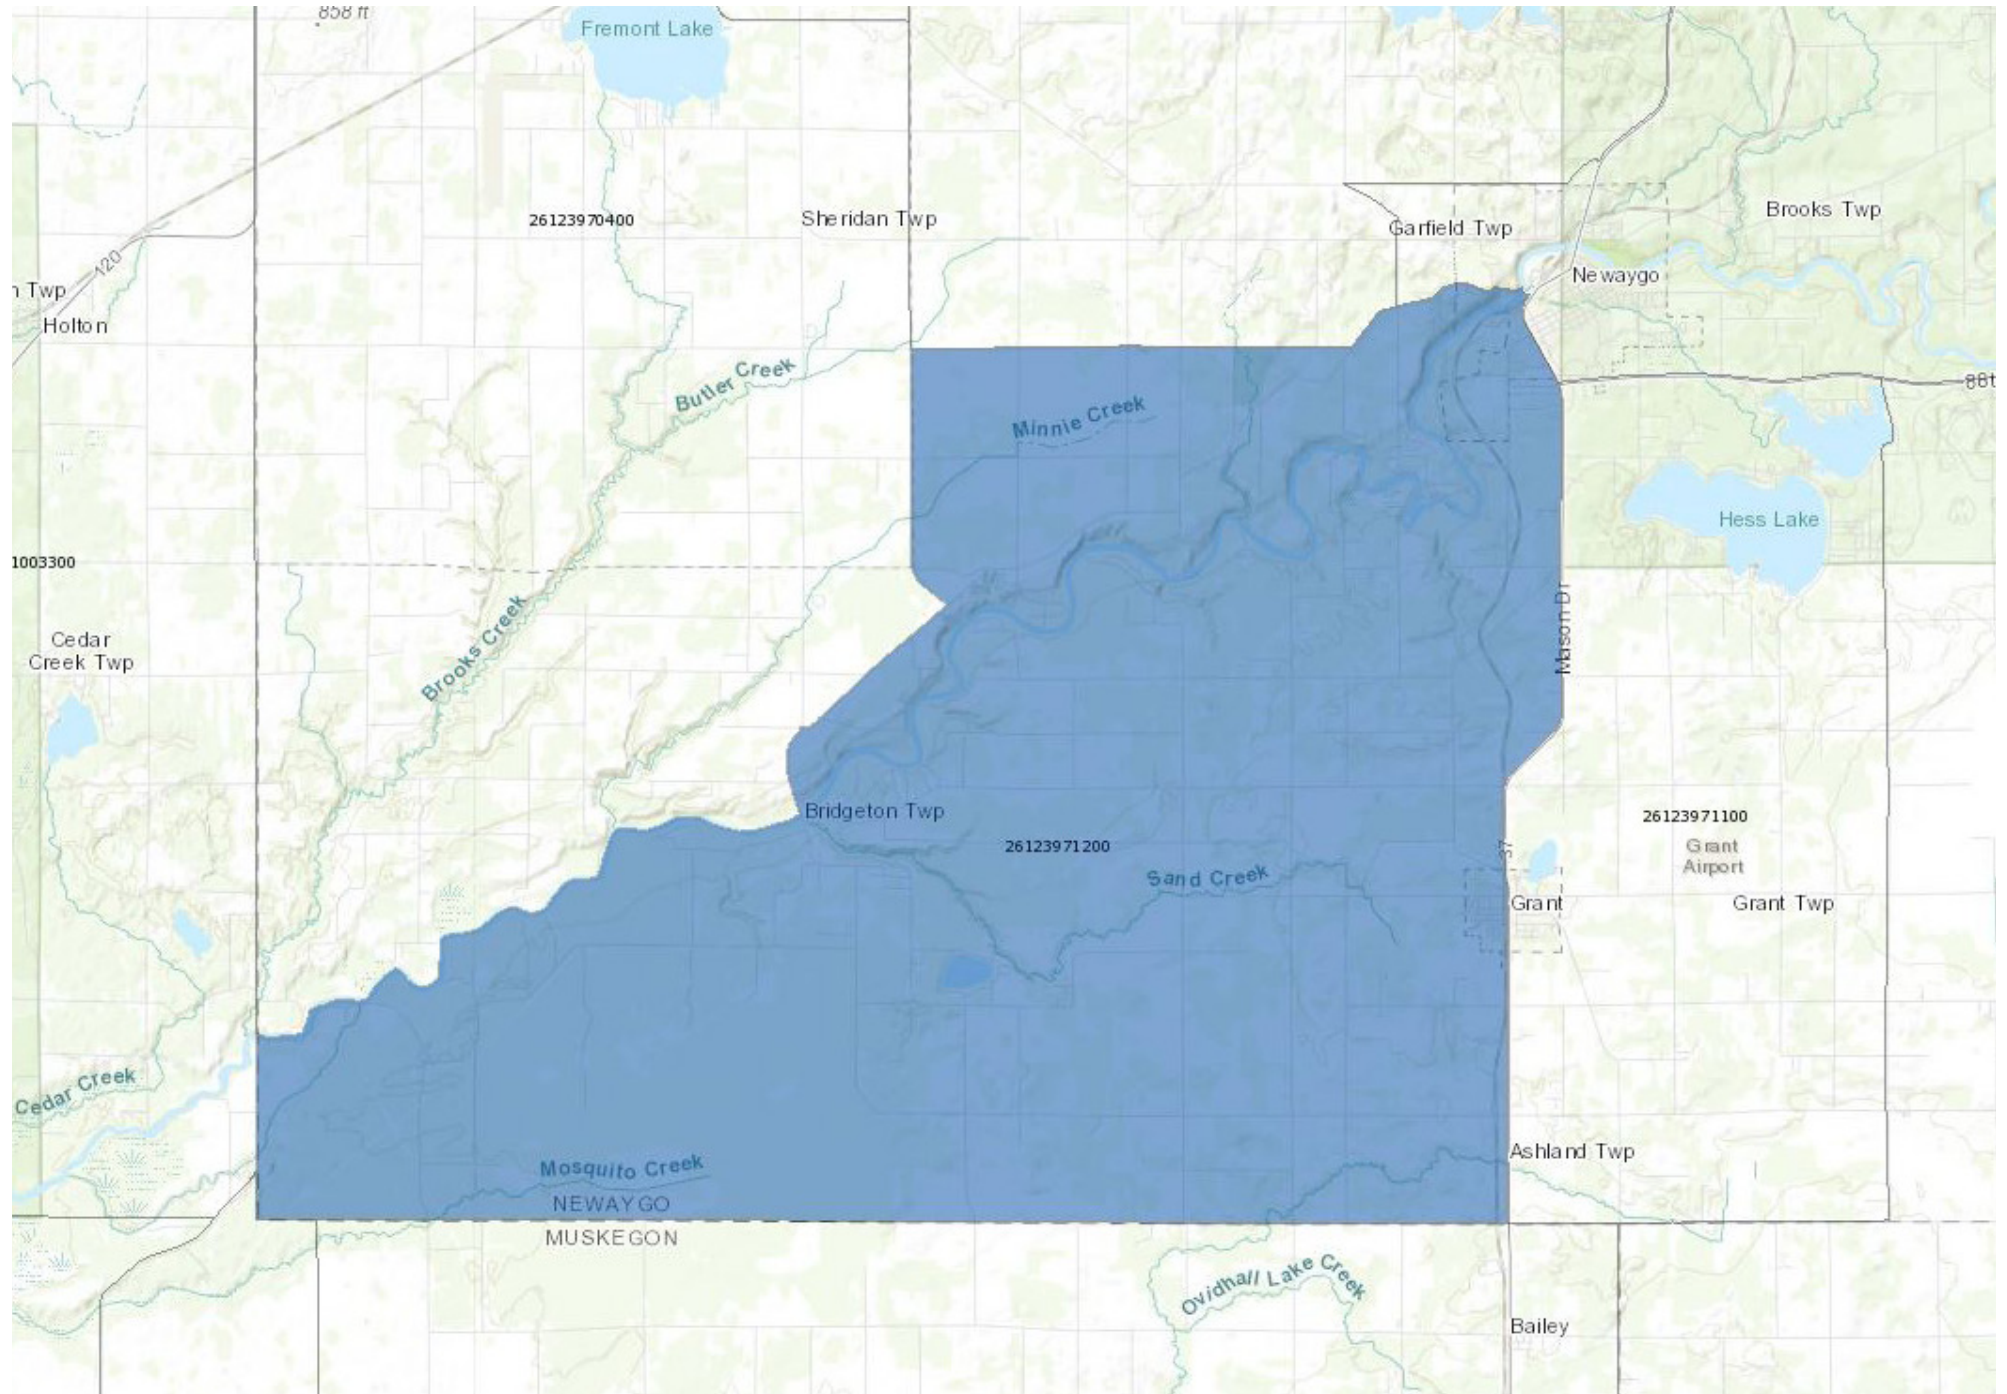 858 ft
Fremont Lake
26123970400
Sheridan Twp
Garfield Twp
Brooks Twp
120
Twp
Holton
Newaygo
Butler Creek
Minnie Creek
88t
Hess Lake
1003300
Cedar
Creek Twp
Brooks Creek
Mason Dr
Bridgeton Twp
26123971200
26123971100
Grant
Airport
37
Sand Creek
Grant
Grant Twp
Cedar Creek
Mosquito Creek
Ashland Twp
NEWAYGO
MUSKEGON
Ovidhall Lake Creek
Bailey